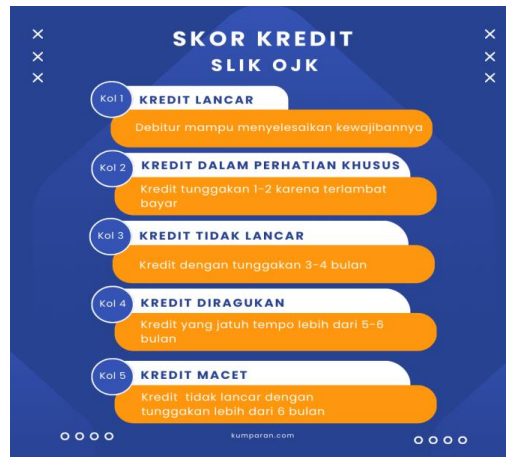 SKOR KREDIT
SLIK OJK
Kol 1
KREDIT LANCAR
Debitur mampu menyelesaikan kewajibannya
Kol 2
KREDIT DALAM PERHATIAN KHUSUS
Kredit tunggakan 1-2 karena terlambat
bayar
Kol 3
KREDIT TIDAK LANCAR
Kredit dengan tunggakan 3-4 bulan
Kol 4
KREDIT DIRAGUKAN
Kredit yang jatuh tempo lebih dari 5-6
bulan
Kol 5
KREDIT MACET
Kredit tidak lancar dengan
tunggakan lebih dari 6 bulan
kumparan.com